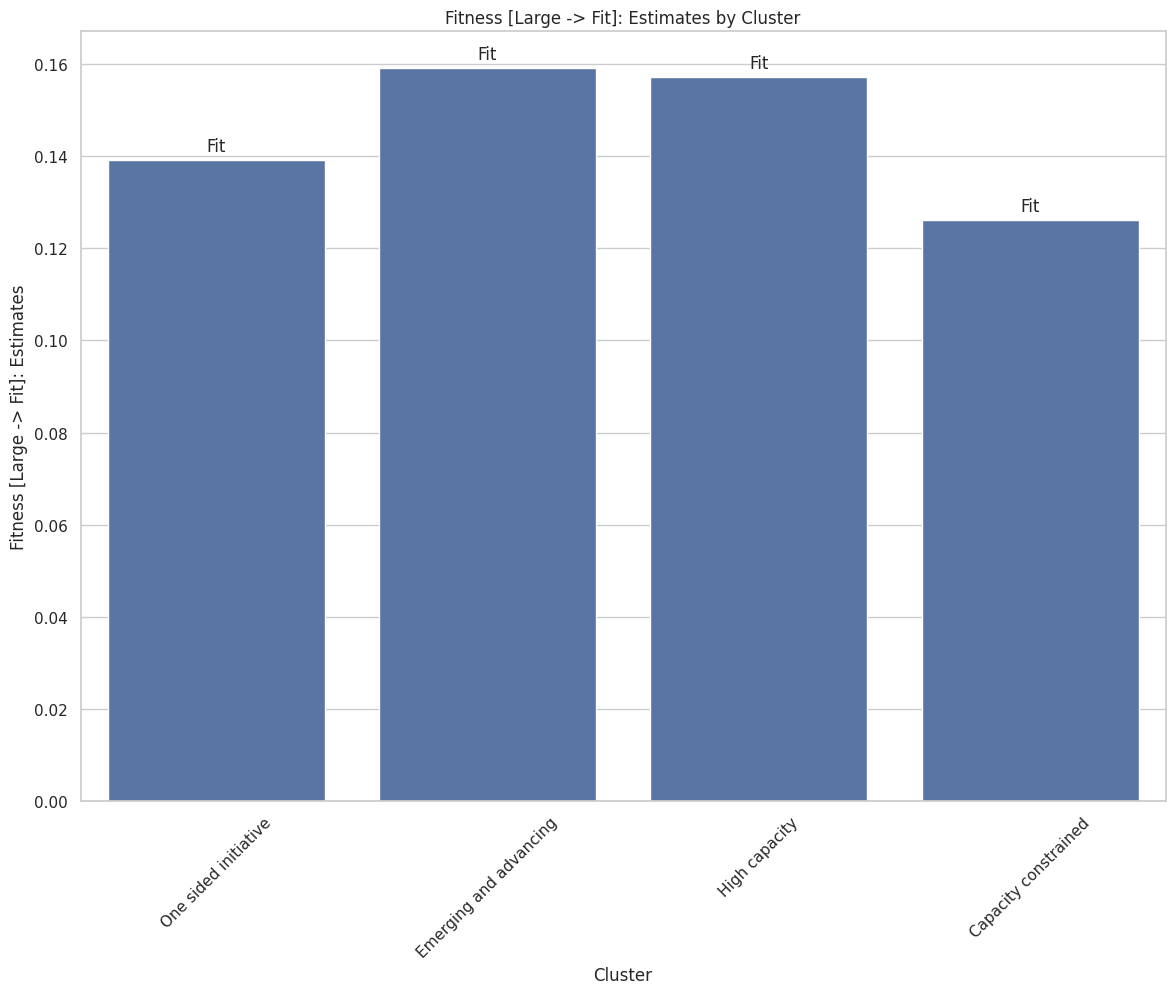 Fitness [Large -> Fit]: Estimates by Cluster
Fitness [Large -> Fit]: Estimates
0.16
0.14
0.12
0.10
0.08
0.06
0.04
0.02
0.00
Fit
Fit
Fit
Fit
One sided initiative
Emerging and advancing
High capacity
Capacity constrained
Cluster